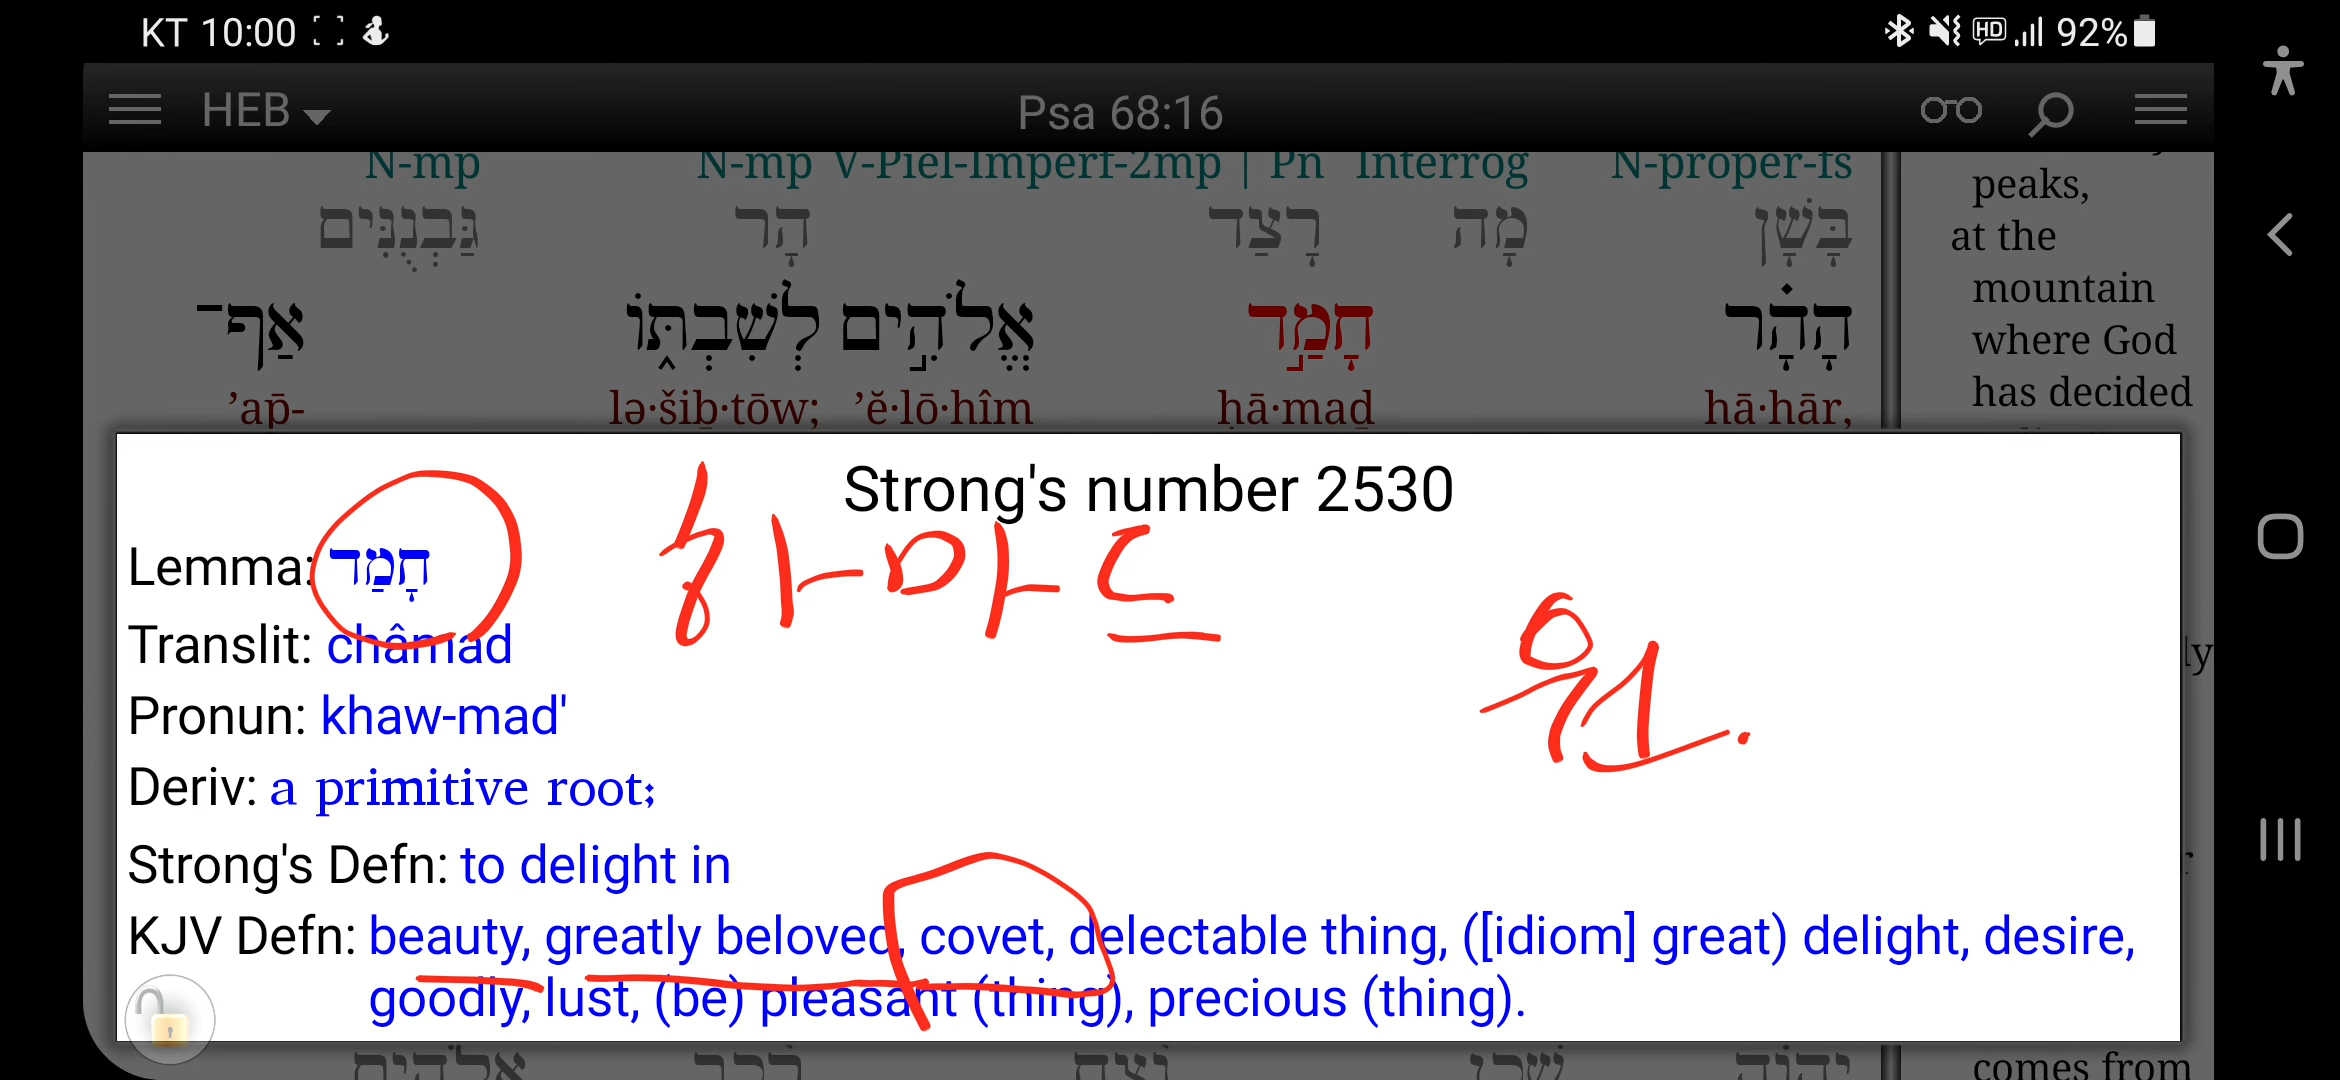 KT 10:00 92%
HEB Psa 68:16
N-mp N-mp V-Piel-Imperf-2mp | Pn Interrog N-proper-fs
בָּשָׁן מָה רָצַד הָר גַּבְנֻנִּים
הָהָ֗ר חָמַ֣ד אֱלֹהִ֣ים לְשִׁבְתּ֑וֹ אַף־
’ap̄- lə·šiḇ·tōw; ’ĕ·lō·hîm ḥā·maḏ hā·hār,
peaks,
at the
mountain
where God
has decided
Strong's number 2530
Lemma: חָמַד
하마드
Translit: châmad
원.
Pronun: khaw-mad'
Deriv: a primitive root;
Strong's Defn: to delight in
KJV Defn: beauty, greatly beloved, covet, delectable thing, ([idiom] great) delight, desire,
goodly, lust, (be) pleasant (thing), precious (thing).
ly
comes from